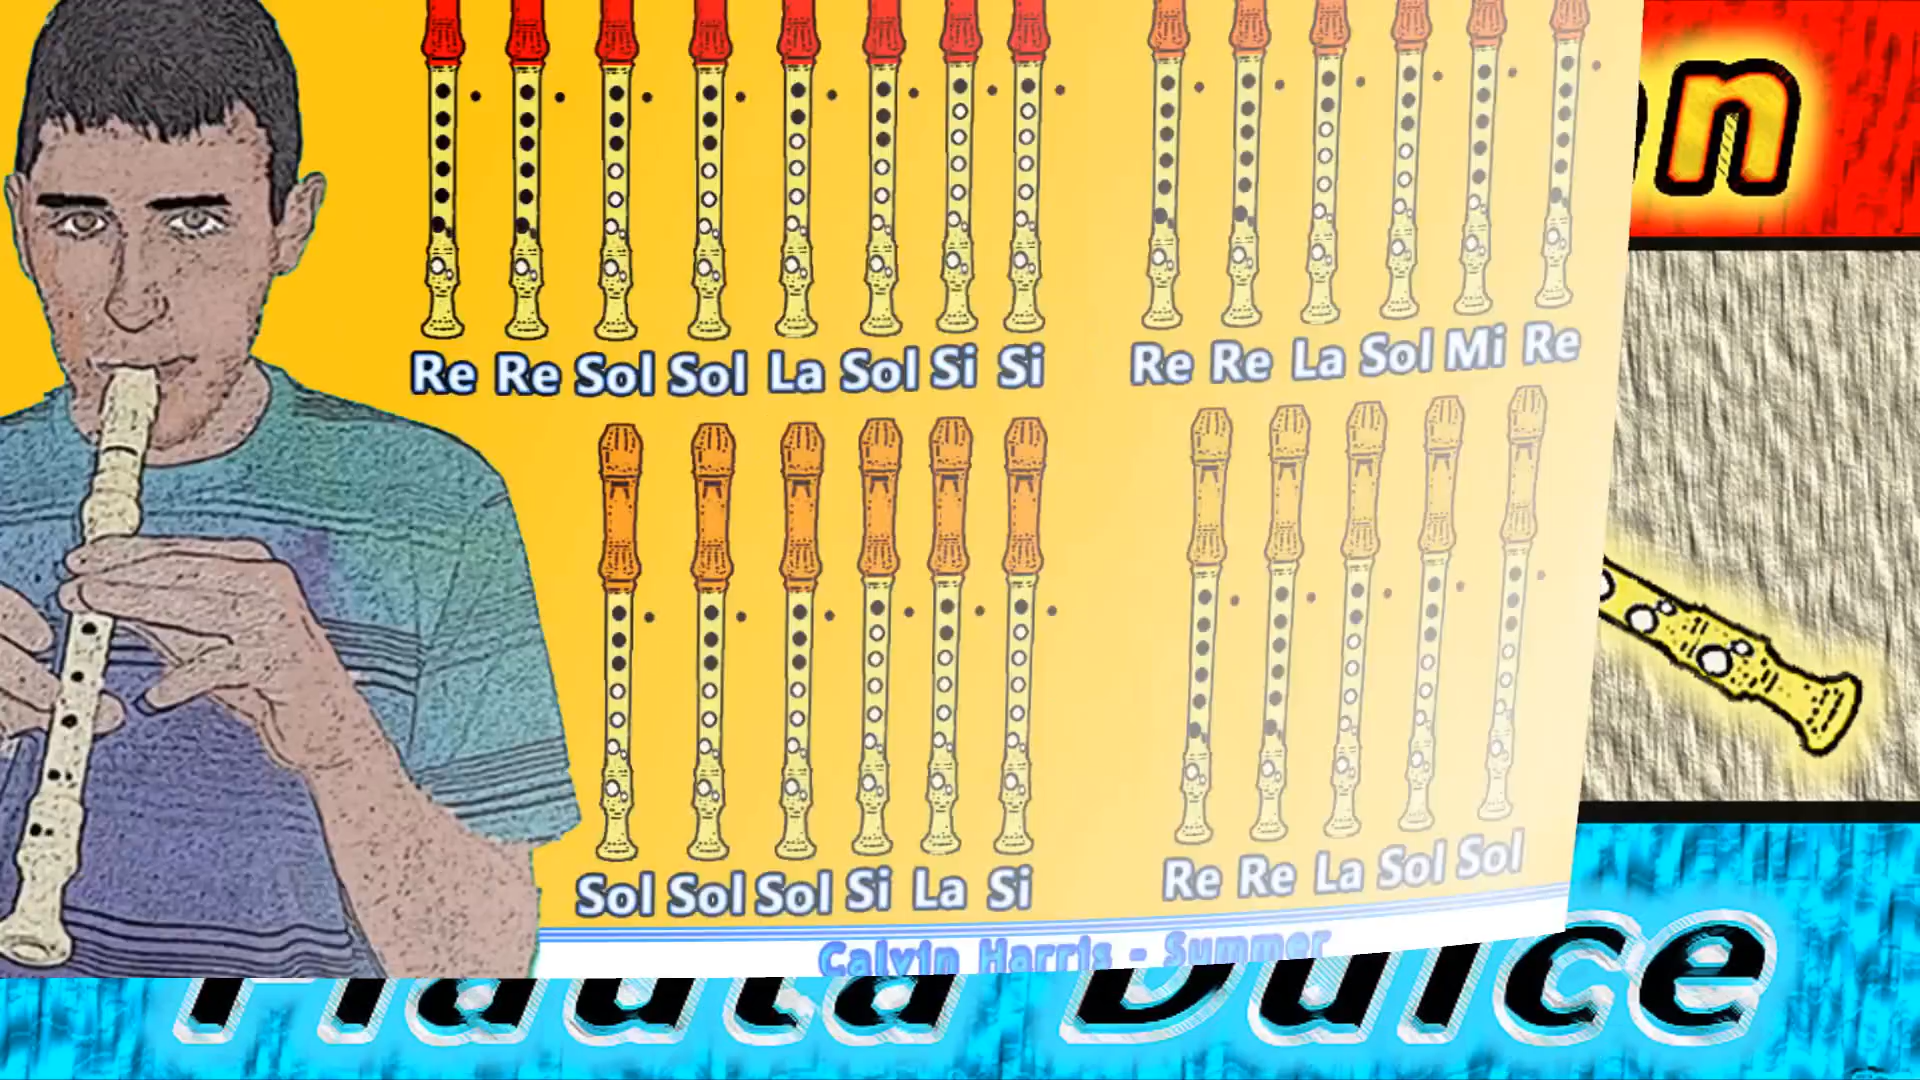 n
Re Re Sol Sol La Sol Si Si
Re Re La Sol Mi Re
Sol Sol Sol Si La Si
Re Re La Sol Sol
Calvin Harris - Summer
Flauta Dulce